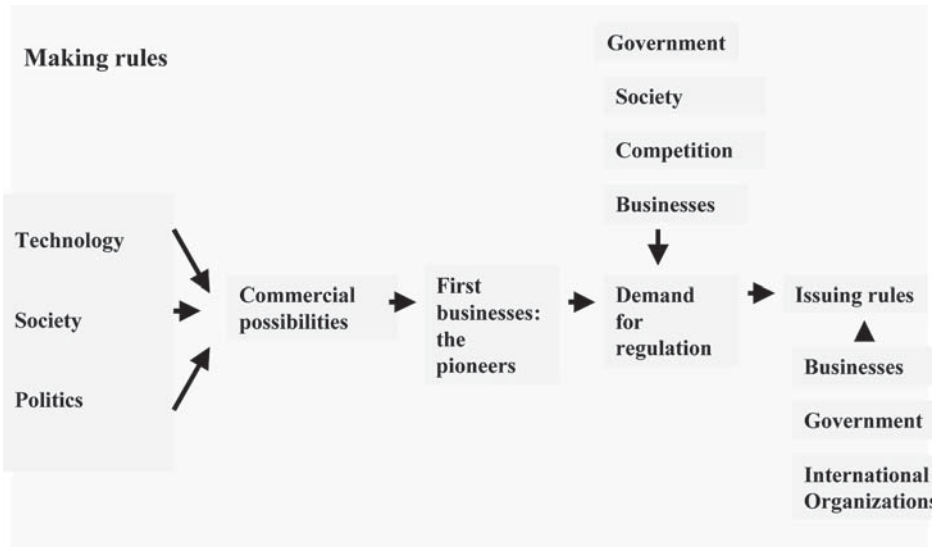 Making rules
Government
Society
Competition
Businesses
Technology
Society
Politics
Commercial
possibilities
First
businesses:
the
pioneers
Demand
for
regulation
Issuing rules
Businesses
Government
International
Organizations